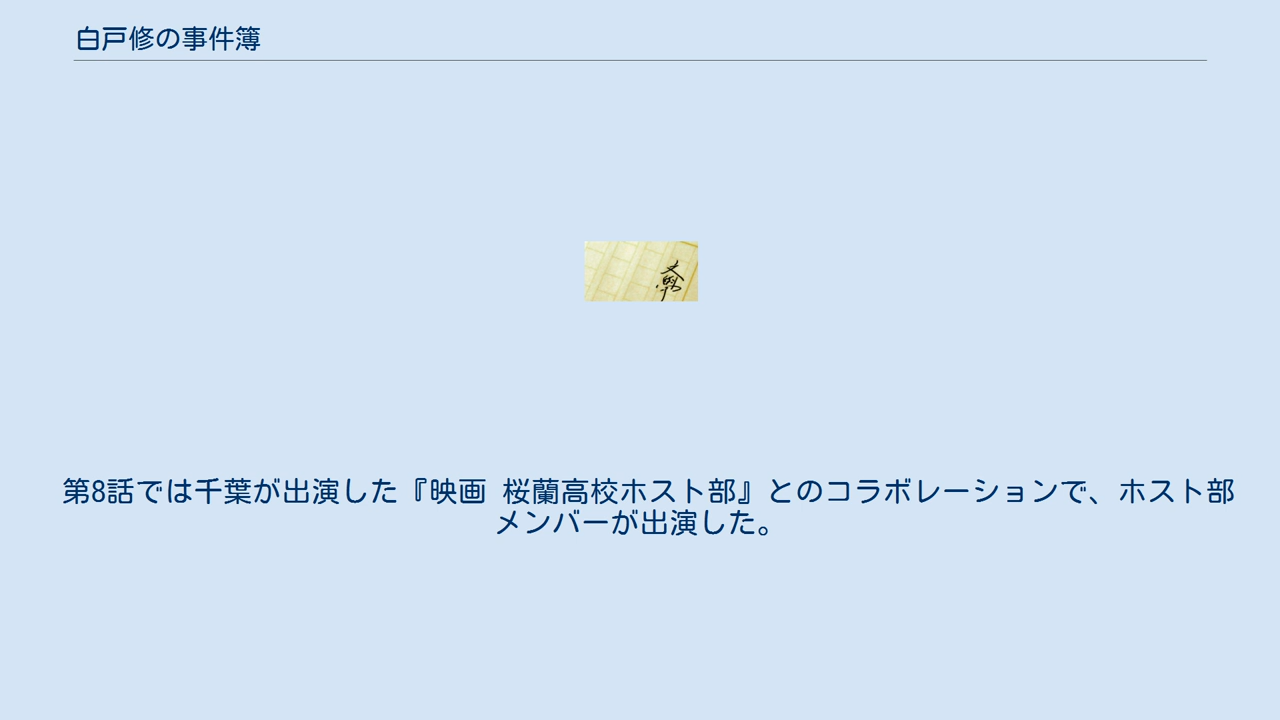 白戸修の事件簿
第8話では千葉が出演した『映画 桜蘭高校ホスト部』とのコラボレーションで、ホスト部
メンバーが出演した。